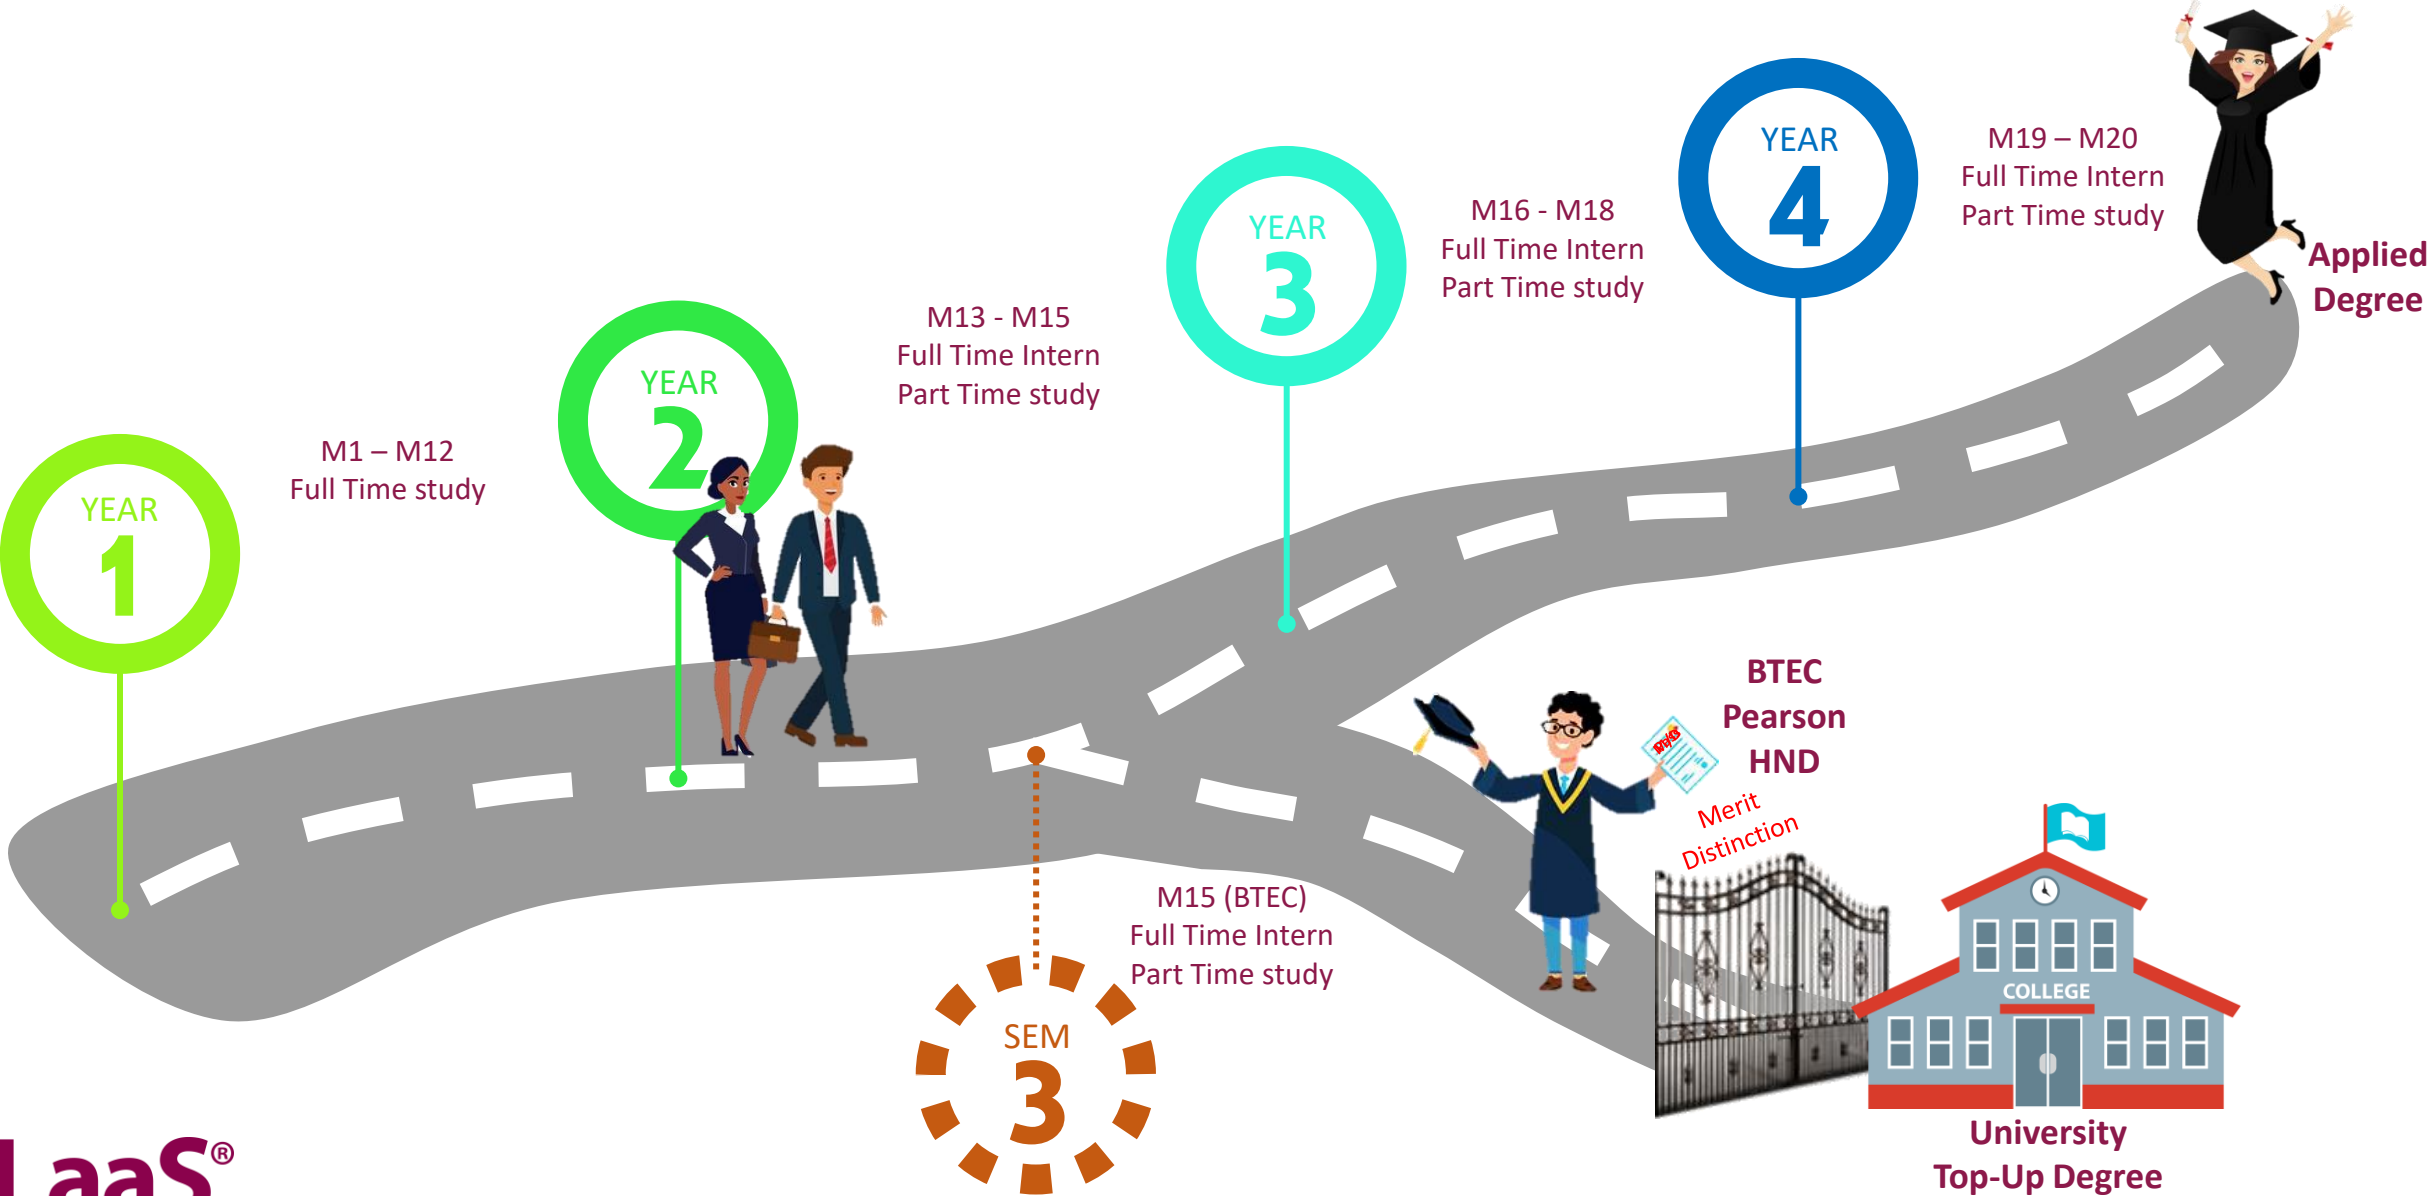 YEAR
1
M1 – M12
Full Time study
YEAR
2
M13 - M15
Full Time Intern
Part Time study
YEAR
3
M16 - M18
Full Time Intern
Part Time study
YEAR
4
M19 – M20
Full Time Intern
Part Time study
Applied
Degree
SEM
3
M15 (BTEC)
Full Time Intern
Part Time study
BTEC
Pearson
HND
Merit
Distinction
COLLEGE
University
Top-Up Degree
LaaS®